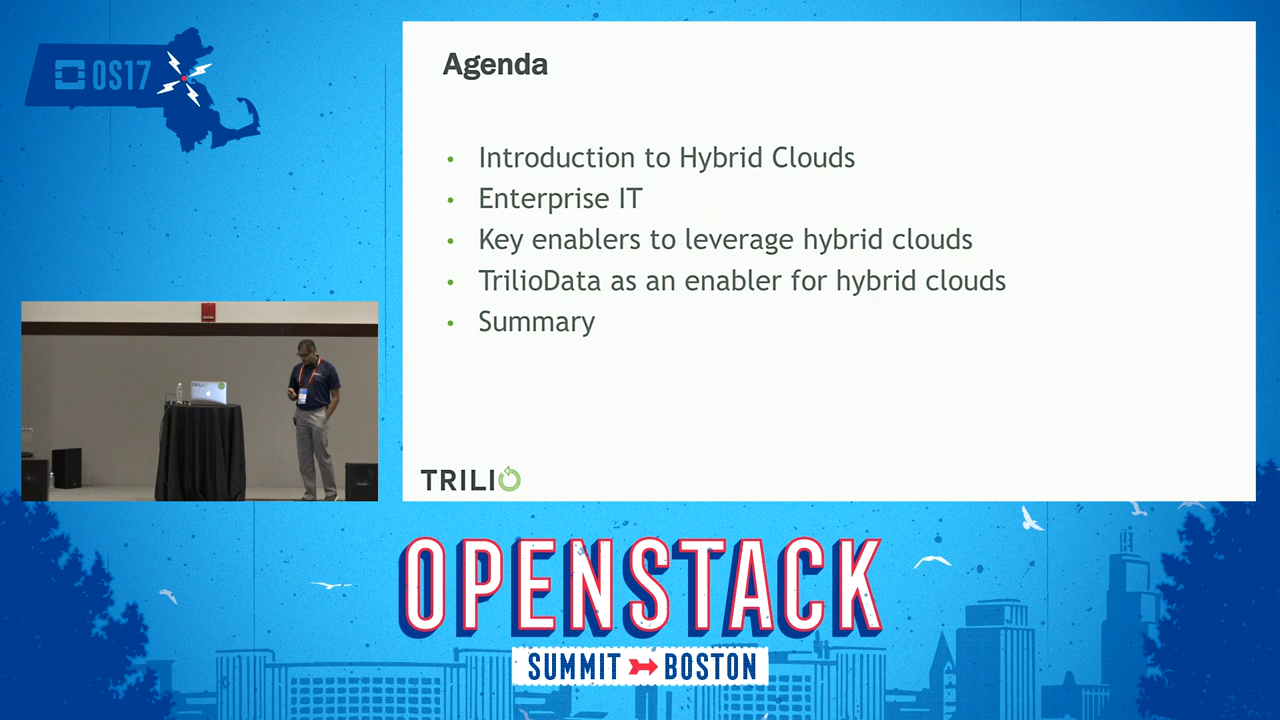 OS17
Agenda
• Introduction to Hybrid Clouds
• Enterprise IT
• Key enablers to leverage hybrid clouds
• TrilioData as an enabler for hybrid clouds
• Summary
TRILIO
TRILIO
OPENSTACK
SUMMIT BOSTON